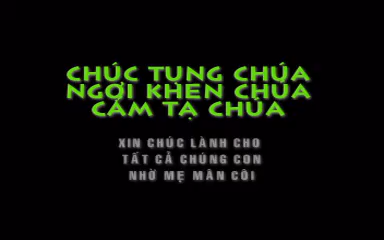 CHÚC TỤNG CHÚA
NGỢI KHEN CHÚA
CẢM TẠ CHÚA
XIN CHÚC LÀNH CHO
TẤT CẢ CHÚNG CON
NHỜ MẸ MÂN CÔI